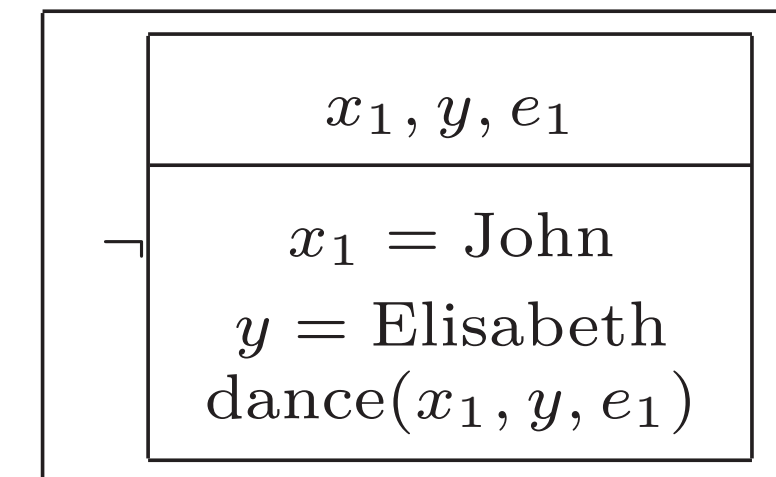 x₁, y, e₁
¬
x₁ = John
y = Elisabeth
dance(x₁, y, e₁)